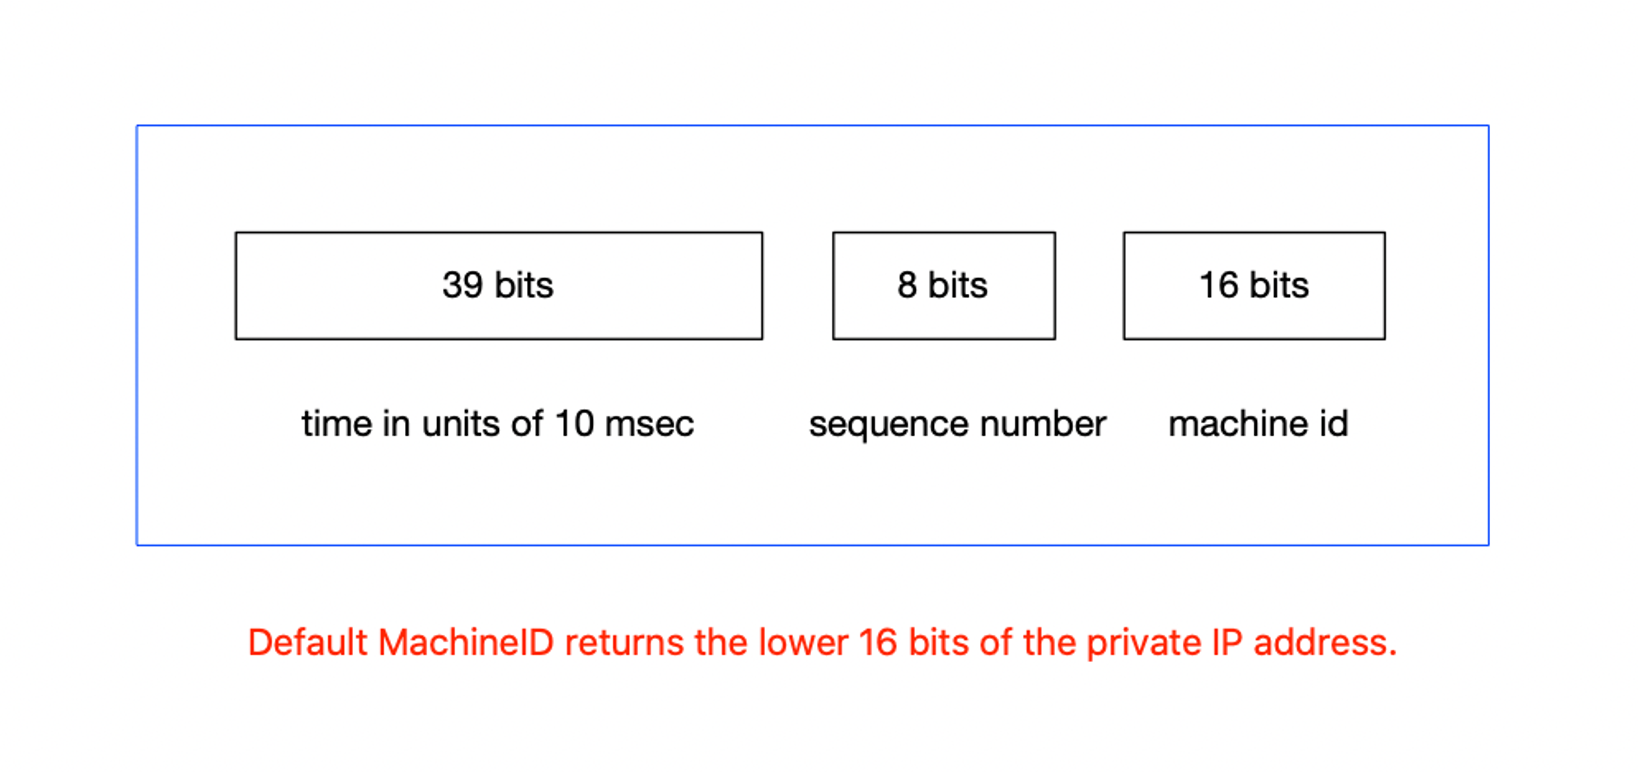 39 bits
8 bits
16 bits
time in units of 10 msec
sequence number
machine id
Default MachineID returns the lower 16 bits of the private IP address.